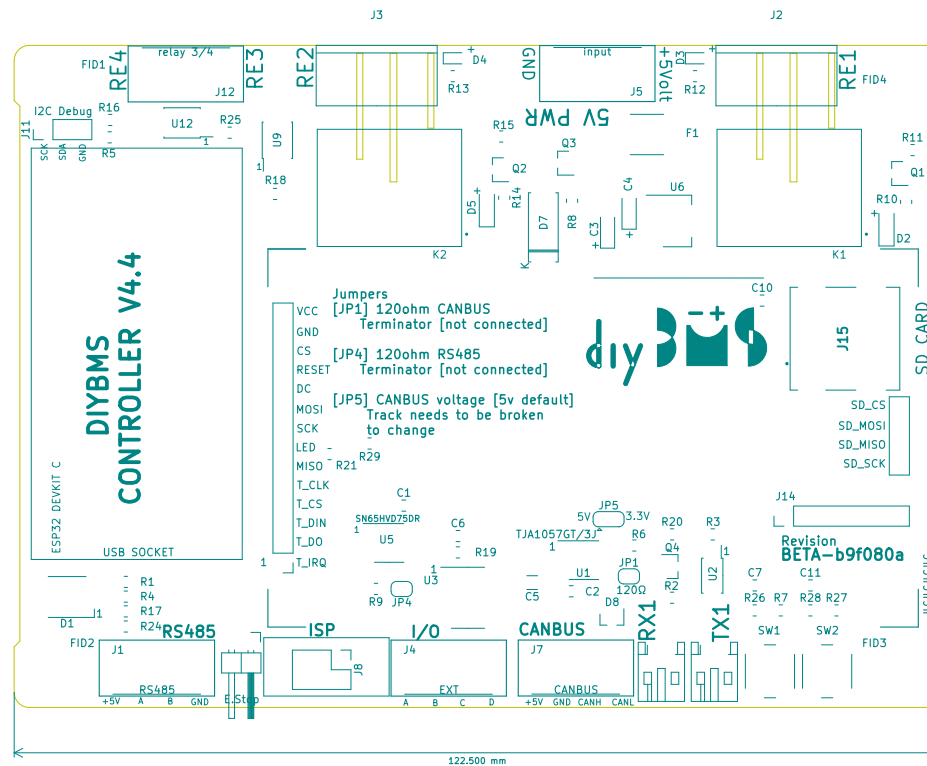 J3
J2
relay 3/4
FID1
RE4
RE3
RE2
J12
D4
R13
GND
input
J5
+5Volt
5V PWR
D3
R12
RE1
FID4
I2C Debug
J11
R16
R5
SCK
SDA
GND
U12
1
R25
U9
1
R18
R15
Q2
Q3
F1
R11
Q1
R10
D5
R14
D7
K
R8
C3
C4
U6
D2
K2
K1
DIYBMS
CONTROLLER V4.4
ESP32 DEVKIT C
USB SOCKET
Jumpers
[JP1] 120ohm CANBUS
Terminator [not connected]
[JP4] 120ohm RS485
Terminator [not connected]
[JP5] CANBUS voltage [5v default]
Track needs to be broken
to change
VCC
GND
CS
RESET
DC
MOSI
SCK
LED
MISO
T_CLK
T_CS
T_DIN
T_DO
T_IRQ
1
diyBMS
- +
C10
J15
SD CARD
SD_CS
SD_MOSI
SD_MISO
SD_SCK
R21
R29
C1
SN65HVD75DR
1
U5
C6
R19
1
U3
R9
JP4
JP5
5V
3.3V
TJA1057GT/3J
1
R6
R20
R3
Q4
1
U2
U1
JP1
120Ω
C5
C2
D8
R2
J14
Revision
BETA-b9f080a
C7
C11
R26
R7
R28
R27
SW1
SW2
FID3
R1
R4
R17
R24
D1
J1
FID2
RS485
J1
RS485
+5V
A
B
GND
E.Stop
ISP
J8
I/O
J4
EXT
A
B
C
D
CANBUS
J7
CANBUS
+5V
GND
CANH
CANL
RX1
TX1
122.500 mm